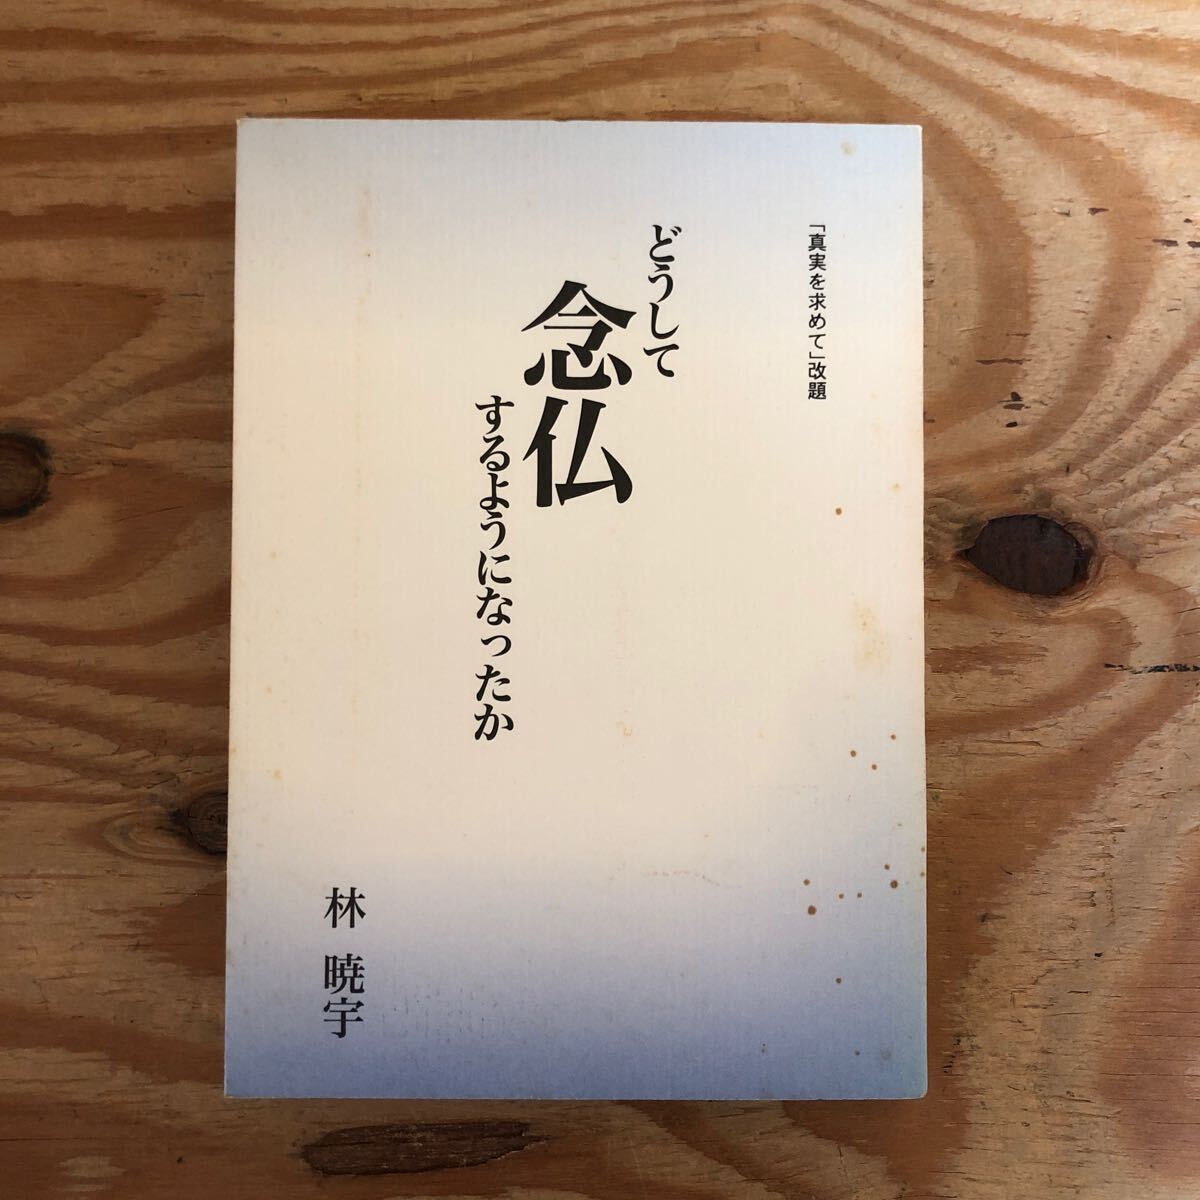 「真実を求めて」改題
どうして
念仏
するようになったか
林 暁宇